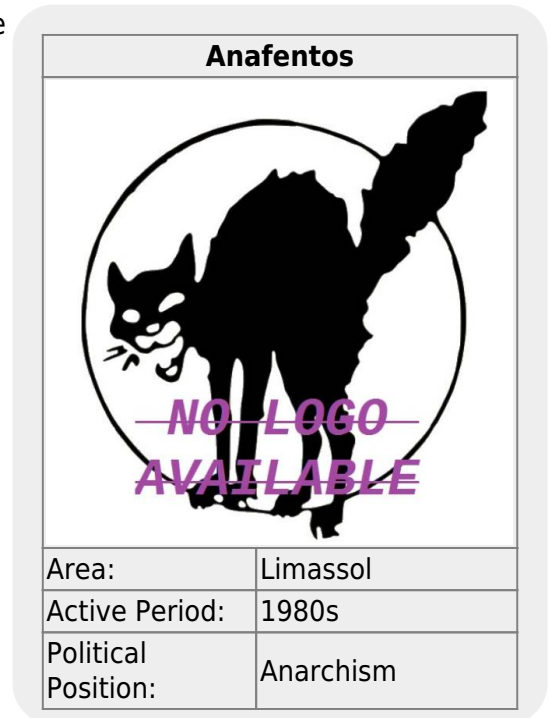 e
Anafentos
NO LOGO
AVAILABLE
Area: Limassol
Active Period: 1980s
Political
Position: Anarchism